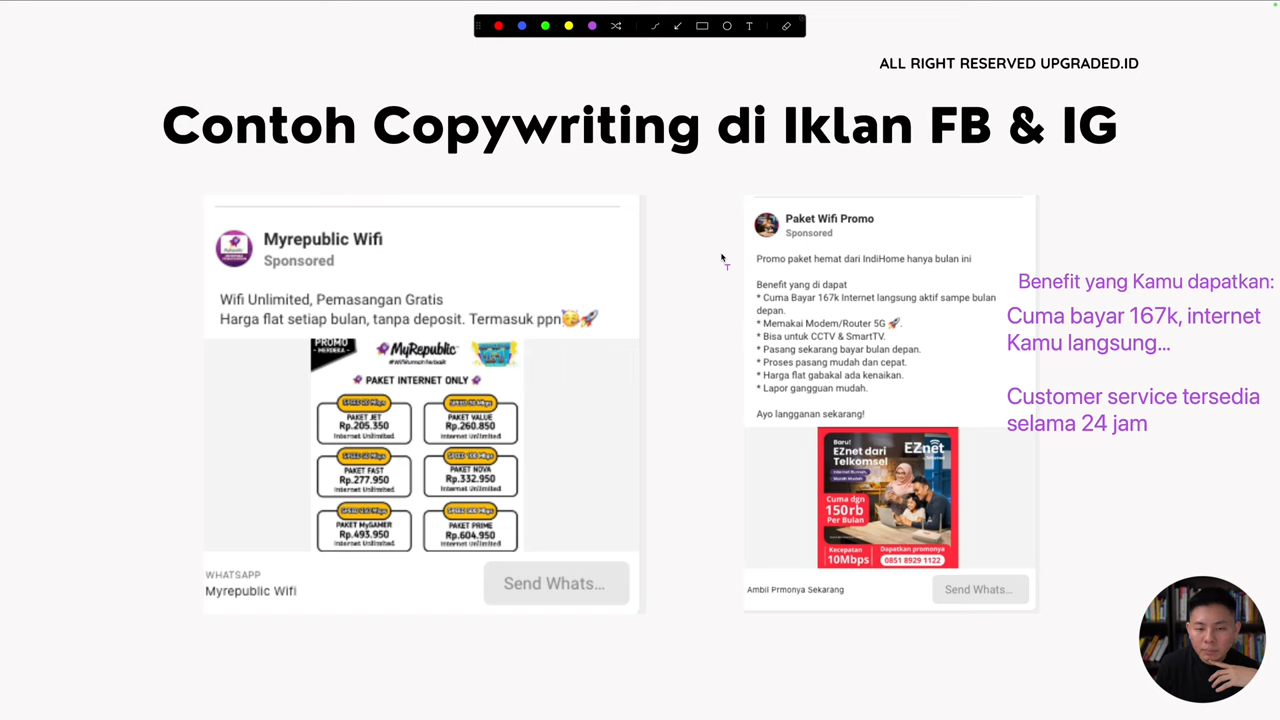 ALL RIGHT RESERVED UPGRADED.ID
Contoh Copywriting di Iklan FB & IG
Myrepublic Wifi
Sponsored
Wifi Unlimited, Pemasangan Gratis
Harga flat setiap bulan, tanpa deposit. Termasuk ppn🥳🚀
PROMO
MERDEKA
MyRepublic
PAKET INTERNET ONLY
PAKET JET
Rp.205.350
Internet Unlimited
PAKET VALUE
Rp.260.850
Internet Unlimited
PAKET FAST
Rp.277.950
Internet Unlimited
PAKET NOVA
Rp.332.950
Internet Unlimited
PAKET MyGAMER
Rp.493.950
Internet Unlimited
PAKET PRIME
Rp.604.950
Internet Unlimited
WHATSAPP
Myrepublic Wifi
Send Whats...
Paket Wifi Promo
Sponsored
Promo paket hemat dari IndiHome hanya bulan ini
Benefit yang di dapat
* Cuma Bayar 167k Internet langsung aktif sampe bulan
depan.
* Memakai Modem/Router 5G 🚀.
* Bisa untuk CCTV & SmartTV.
* Pasang sekarang bayar bulan depan.
* Proses pasang mudah dan cepat.
* Harga flat gabakal ada kenaikan.
* Lapor gangguan mudah.
Ayo langganan sekarang!
Baru!
EZnet dari
Telkomsel
EZnet
Internet Rumah,
Murah Mudah
Cuma dgn
150rb
Per Bulan
Kecepatan
10Mbps
Dapatkan promonya
0851 8929 1122
Ambil Prmonya Sekarang
Send Whats...
Benefit yang Kamu dapatkan:
Cuma bayar 167k, internet
Kamu langsung...
Customer service tersedia
selama 24 jam
T
T